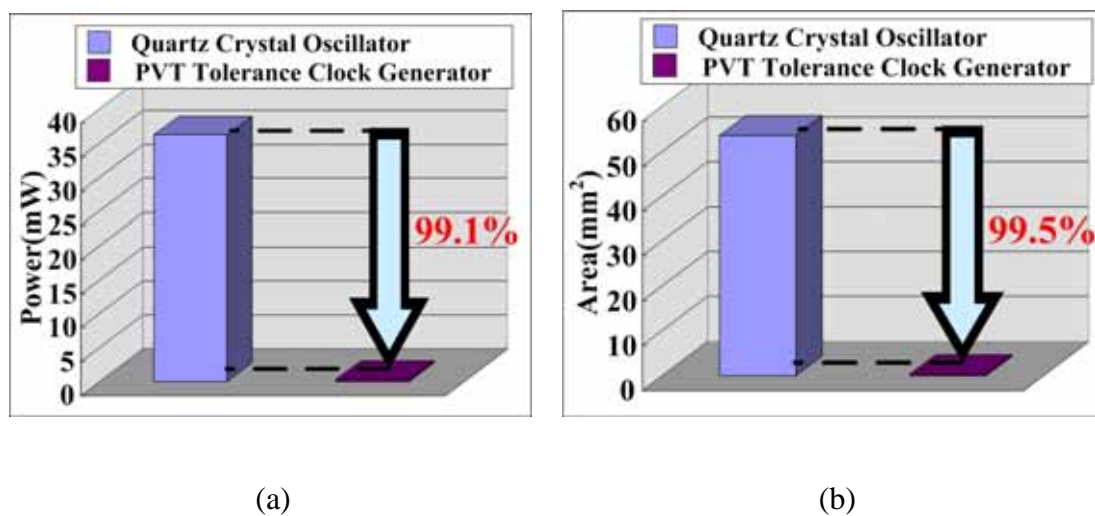 Quartz Crystal Oscillator
PVT Tolerance Clock Generator
Power(mW)
40
35
30
25
20
15
10
5
0
99.1%
(a)
Quartz Crystal Oscillator
PVT Tolerance Clock Generator
Area(mm²)
60
50
40
30
20
10
0
99.5%
(b)